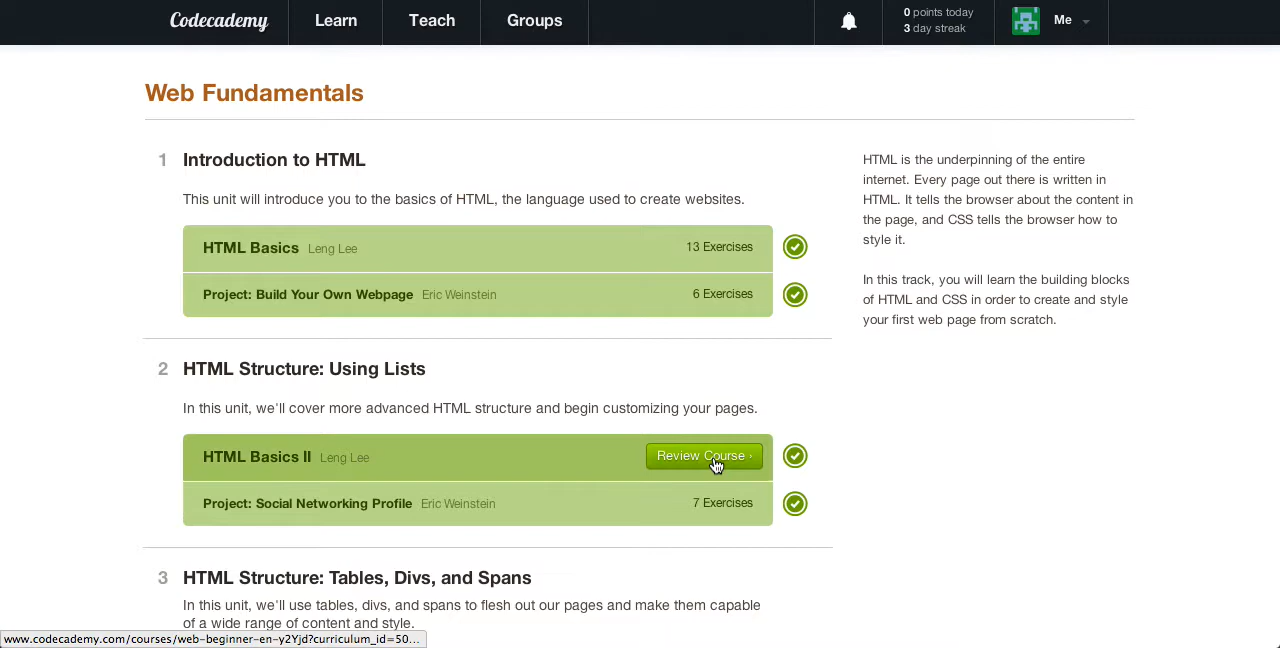 Codecademy Learn Teach Groups 0 points today Me
3 day streak
Web Fundamentals
1 Introduction to HTML
This unit will introduce you to the basics of HTML, the language used to create websites.
HTML Basics Leng Lee 13 Exercises
Project: Build Your Own Webpage Eric Weinstein 6 Exercises
2 HTML Structure: Using Lists
In this unit, we'll cover more advanced HTML structure and begin customizing your pages.
HTML Basics II Leng Lee Review Course ›
Project: Social Networking Profile Eric Weinstein 7 Exercises
3 HTML Structure: Tables, Divs, and Spans
In this unit, we'll use tables, divs, and spans to flesh out our pages and make them capable
of a wide range of content and style.
HTML is the underpinning of the entire
internet. Every page out there is written in
HTML. It tells the browser about the content in
the page, and CSS tells the browser how to
style it.
In this track, you will learn the building blocks
of HTML and CSS in order to create and style
your first web page from scratch.
www.codecademy.com/courses/web-beginner-en-y2Yjd?curriculum_id=50...